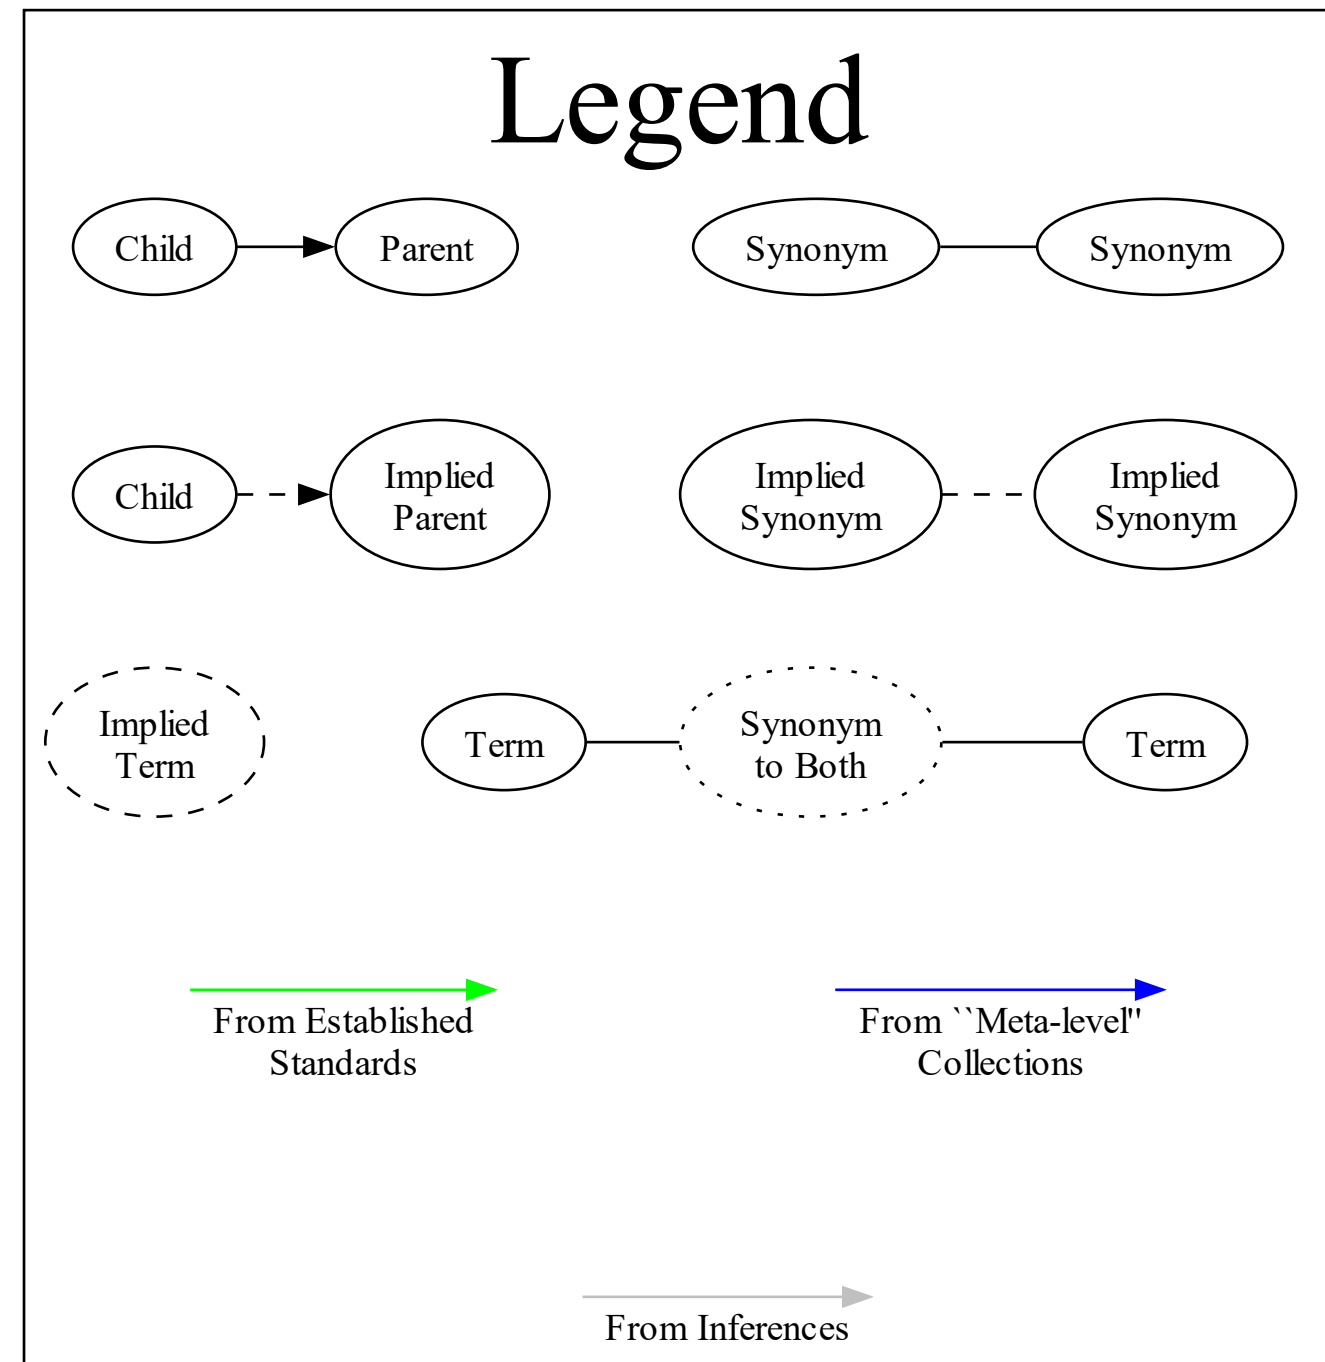 Legend
Child
Parent
Synonym
Synonym
Child
Implied
Parent
Implied
Synonym
Implied
Synonym
Implied
Term
Term
Synonym
to Both
Term
From Established
Standards
From ``Meta-level"
Collections
From Inferences